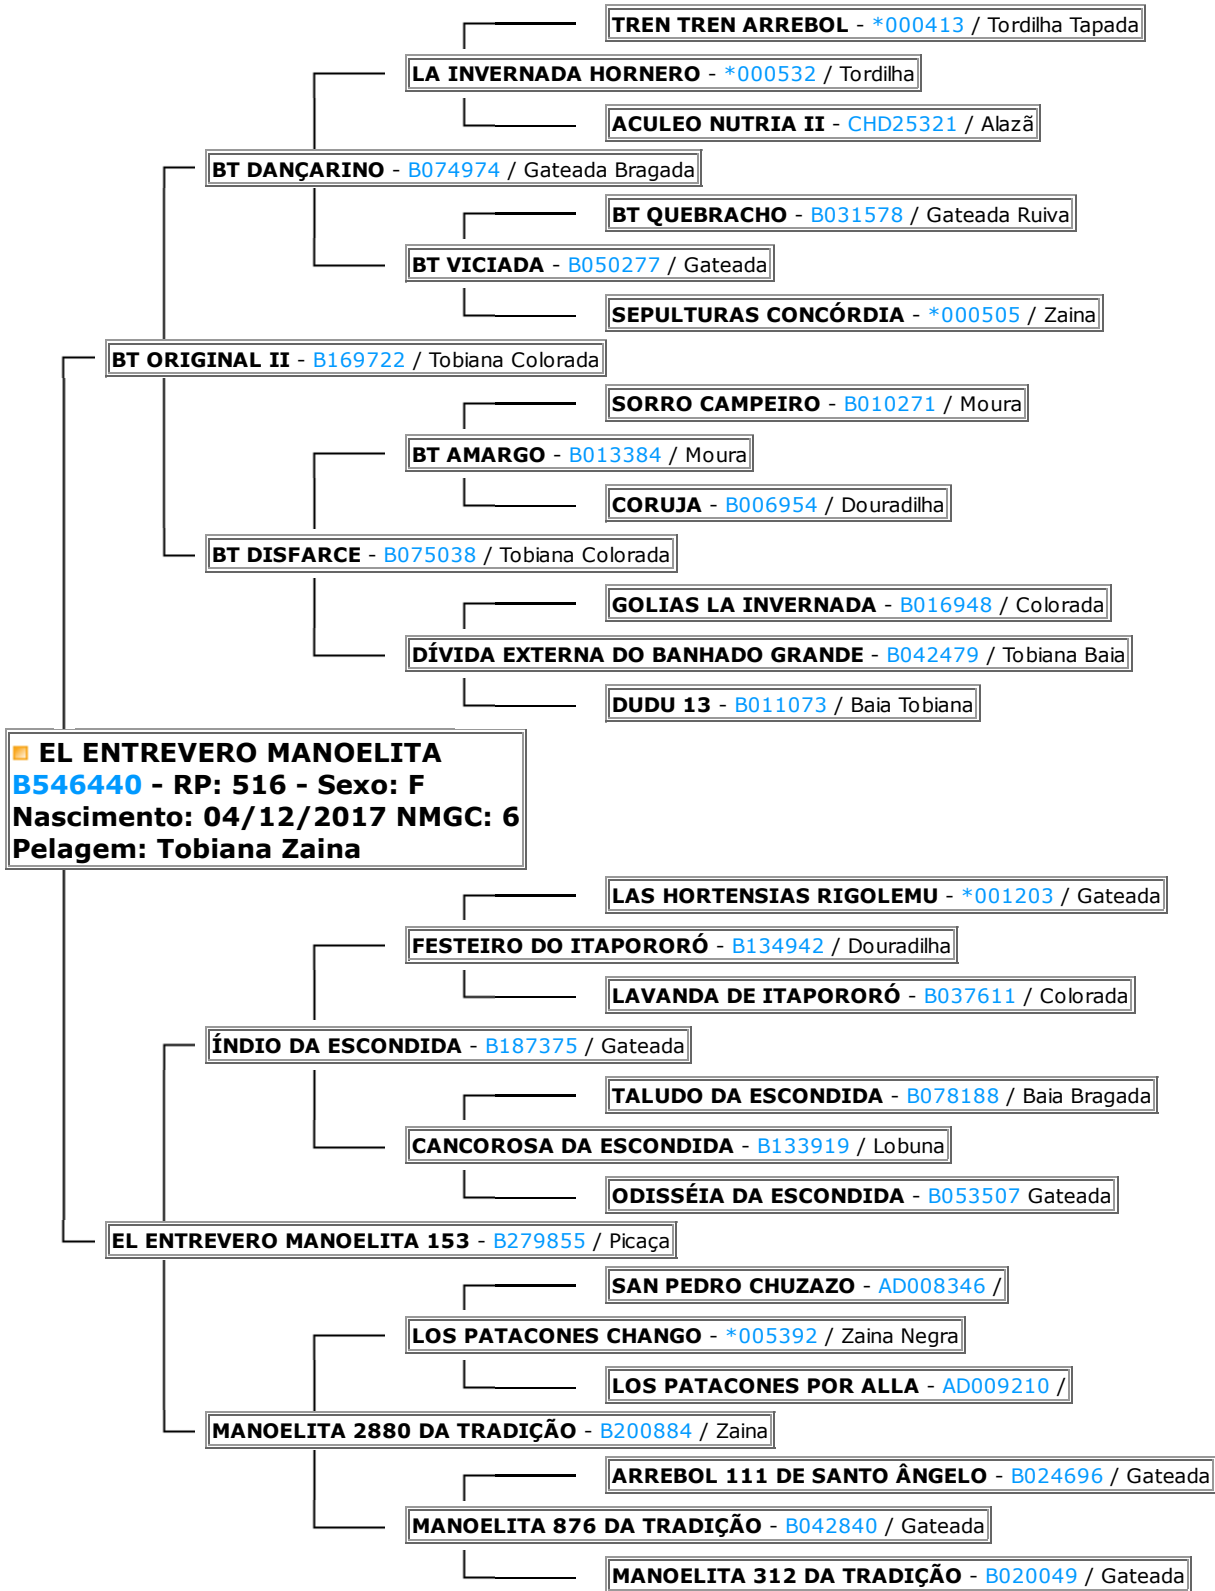 TREN TREN ARREBOL - *000413 / Tordilha Tapada
LA INVERNADA HORNERO - *000532 / Tordilha
ACULEO NUTRIA II - CHD25321 / Alazã
BT DANÇARINO - B074974 / Gateada Bragada
BT QUEBRACHO - B031578 / Gateada Ruiva
BT VICIADA - B050277 / Gateada
SEPULTURAS CONCÓRDIA - *000505 / Zaina
BT ORIGINAL II - B169722 / Tobiana Colorada
SORRO CAMPEIRO - B010271 / Moura
BT AMARGO - B013384 / Moura
CORUJA - B006954 / Douradilha
BT DISFARCE - B075038 / Tobiana Colorada
GOLIAS LA INVERNADA - B016948 / Colorada
DÍVIDA EXTERNA DO BANHADO GRANDE - B042479 / Tobiana Baia
DUDU 13 - B011073 / Baia Tobiana
EL ENTREVERO MANOELITA
B546440 - RP: 516 - Sexo: F
Nascimento: 04/12/2017 NMGC: 6
Pelagem: Tobiana Zaina
LAS HORTENSIAS RIGOLEMU - *001203 / Gateada
FESTEIRO DO ITAPORORÓ - B134942 / Douradilha
LAVANDA DE ITAPORORÓ - B037611 / Colorada
ÍNDIO DA ESCONDIDA - B187375 / Gateada
TALUDO DA ESCONDIDA - B078188 / Baia Bragada
CANCOROSA DA ESCONDIDA - B133919 / Lobuna
ODISSÉIA DA ESCONDIDA - B053507 Gateada
EL ENTREVERO MANOELITA 153 - B279855 / Picaça
SAN PEDRO CHUZAZO - AD008346 /
LOS PATACONES CHANGO - *005392 / Zaina Negra
LOS PATACONES POR ALLA - AD009210 /
MANOELITA 2880 DA TRADIÇÃO - B200884 / Zaina
ARREBOL 111 DE SANTO ÂNGELO - B024696 / Gateada
MANOELITA 876 DA TRADIÇÃO - B042840 / Gateada
MANOELITA 312 DA TRADIÇÃO - B020049 / Gateada